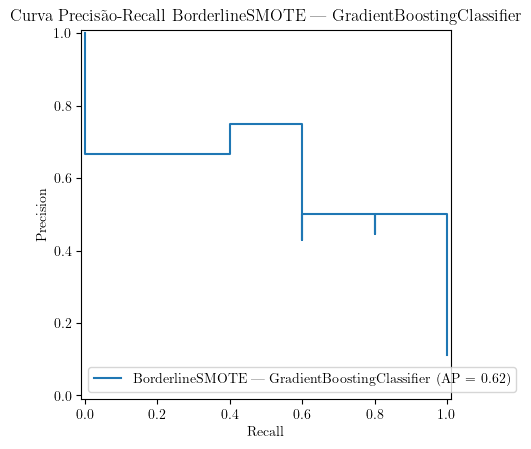 Curva Precisão-Recall BorderlineSMOTE — GradientBoostingClassifier
1.0
0.8
0.6
0.4
0.2
0.0
Precision
BorderlineSMOTE — GradientBoostingClassifier (AP = 0.62)
0.0 0.2 0.4 0.6 0.8 1.0
Recall